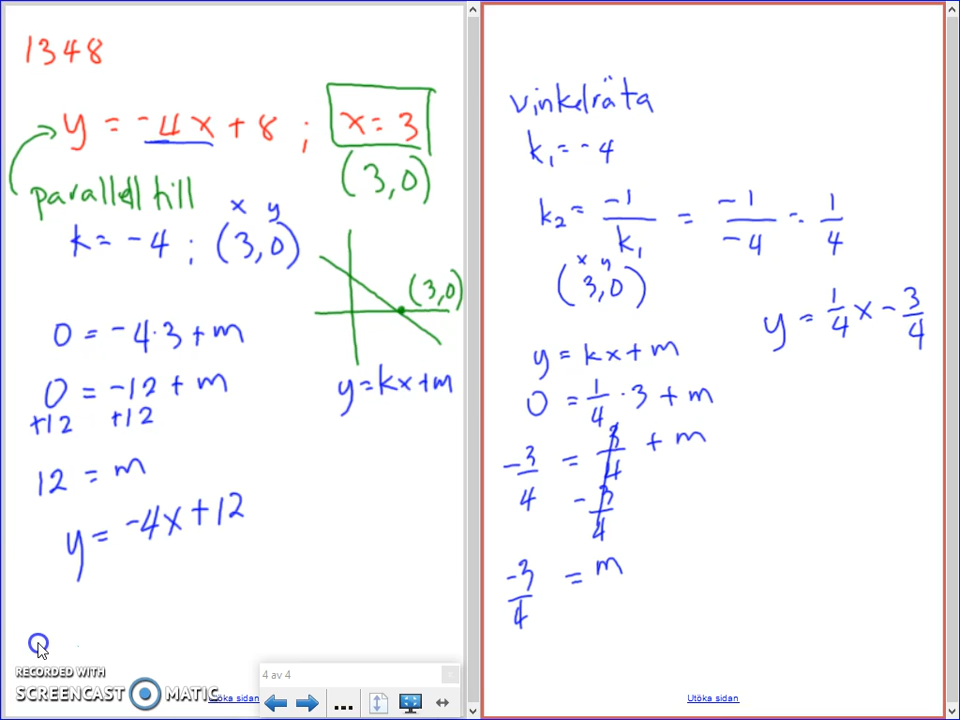 1348
y = -4x + 8 ; x = 3
(3,0)
parallell till
x y
k = -4 ; (3,0)
(3,0)
0 = -4·3 + m
0 = -12 + m
+12 +12
y = kx + m
12 = m
y = -4x + 12
RECORDED WITH
SCREENCAST MATIC
Utöka sidan
4 av 4
vinkelräta
k₁ = -4
k₂ = -1/k₁ = -1/-4 = 1/4
x y
(3,0)
y = 1/4 x - 3/4
y = kx + m
0 = 1/4 · 3 + m
-3/4 = 3/4 + m
- 3/4
-3/4 = m
Utöka sidan